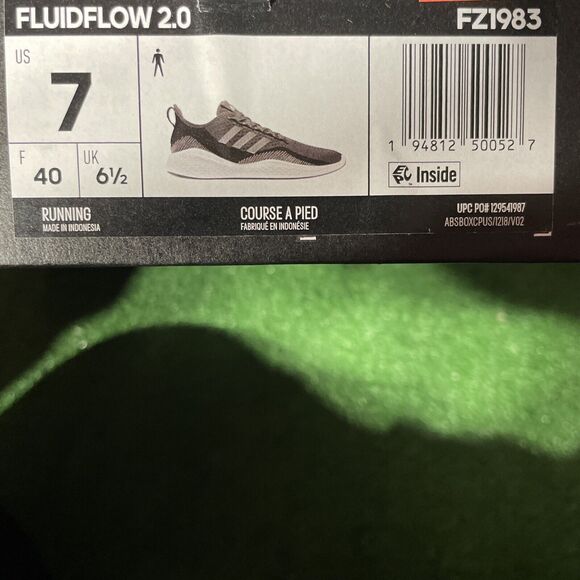 FLUIDFLOW 2.0
FZ1983
US
7
F
40
UK
6½
1 94812 50052 7
EPC Inside
RUNNING
MADE IN INDONESIA
COURSE A PIED
FABRIQUÉ EN INDONÉSIE
UPC PO# 129541987
ABSBOXCPUS/1218/V02